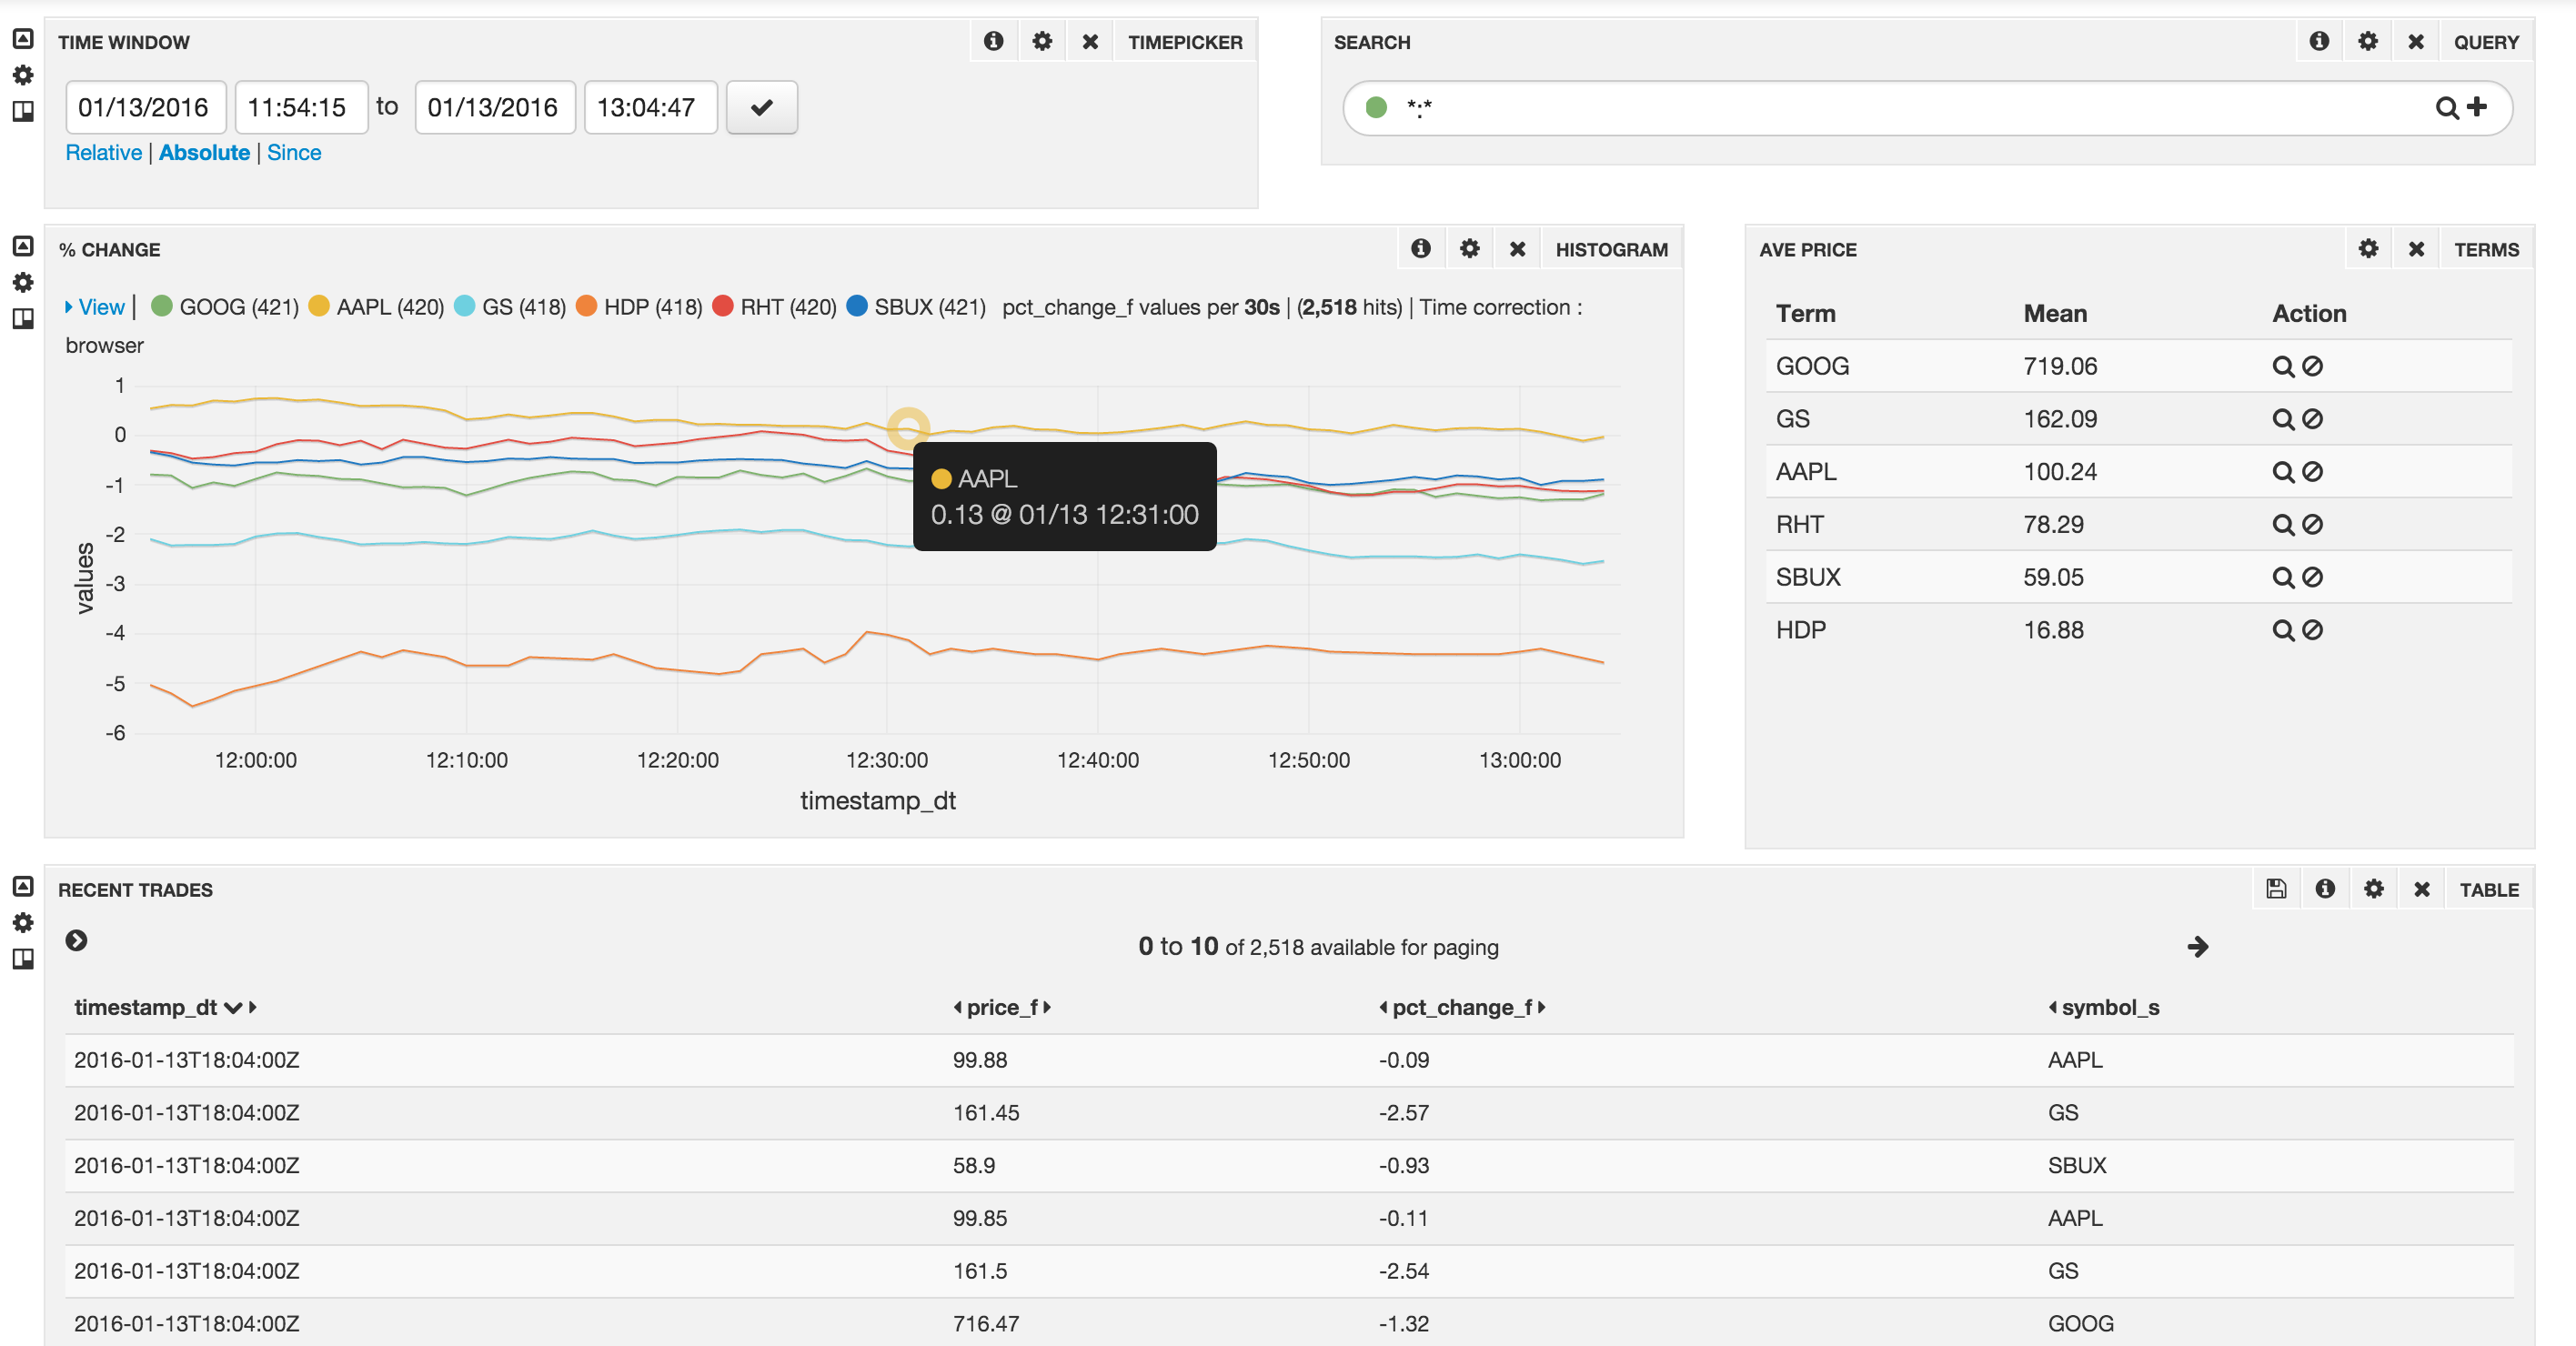 TIME WINDOW
TIMEPICKER
01/13/2016 11:54:15 to 01/13/2016 13:04:47
Relative | Absolute | Since
SEARCH
QUERY
*:*
% CHANGE
HISTOGRAM
View | GOOG (421) AAPL (420) GS (418) HDP (418) RHT (420) SBUX (421) pct_change_f values per 30s | (2,518 hits) | Time correction :
browser
values
1
0
-1
-2
-3
-4
-5
-6
AAPL
0.13 @ 01/13 12:31:00
12:00:00 12:10:00 12:20:00 12:30:00 12:40:00 12:50:00 13:00:00
timestamp_dt
AVE PRICE
TERMS
Term Mean Action
GOOG 719.06
GS 162.09
AAPL 100.24
RHT 78.29
SBUX 59.05
HDP 16.88
RECENT TRADES
TABLE
0 to 10 of 2,518 available for paging
timestamp_dt price_f pct_change_f symbol_s
2016-01-13T18:04:00Z 99.88 -0.09 AAPL
2016-01-13T18:04:00Z 161.45 -2.57 GS
2016-01-13T18:04:00Z 58.9 -0.93 SBUX
2016-01-13T18:04:00Z 99.85 -0.11 AAPL
2016-01-13T18:04:00Z 161.5 -2.54 GS
2016-01-13T18:04:00Z 716.47 -1.32 GOOG